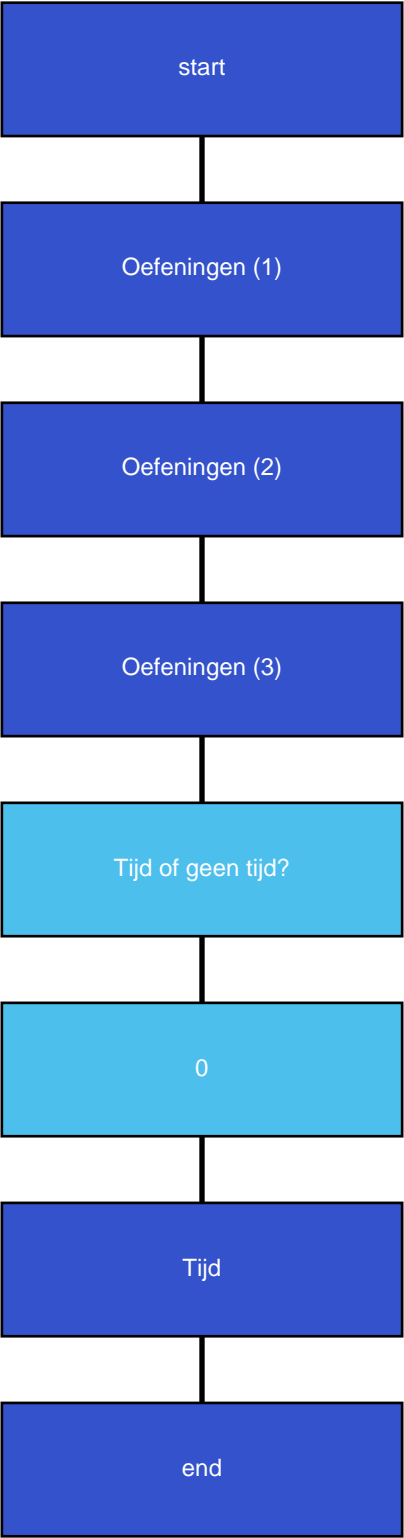 start
Oefeningen (1)
Oefeningen (2)
Oefeningen (3)
Tijd of geen tijd?
0
Tijd
end